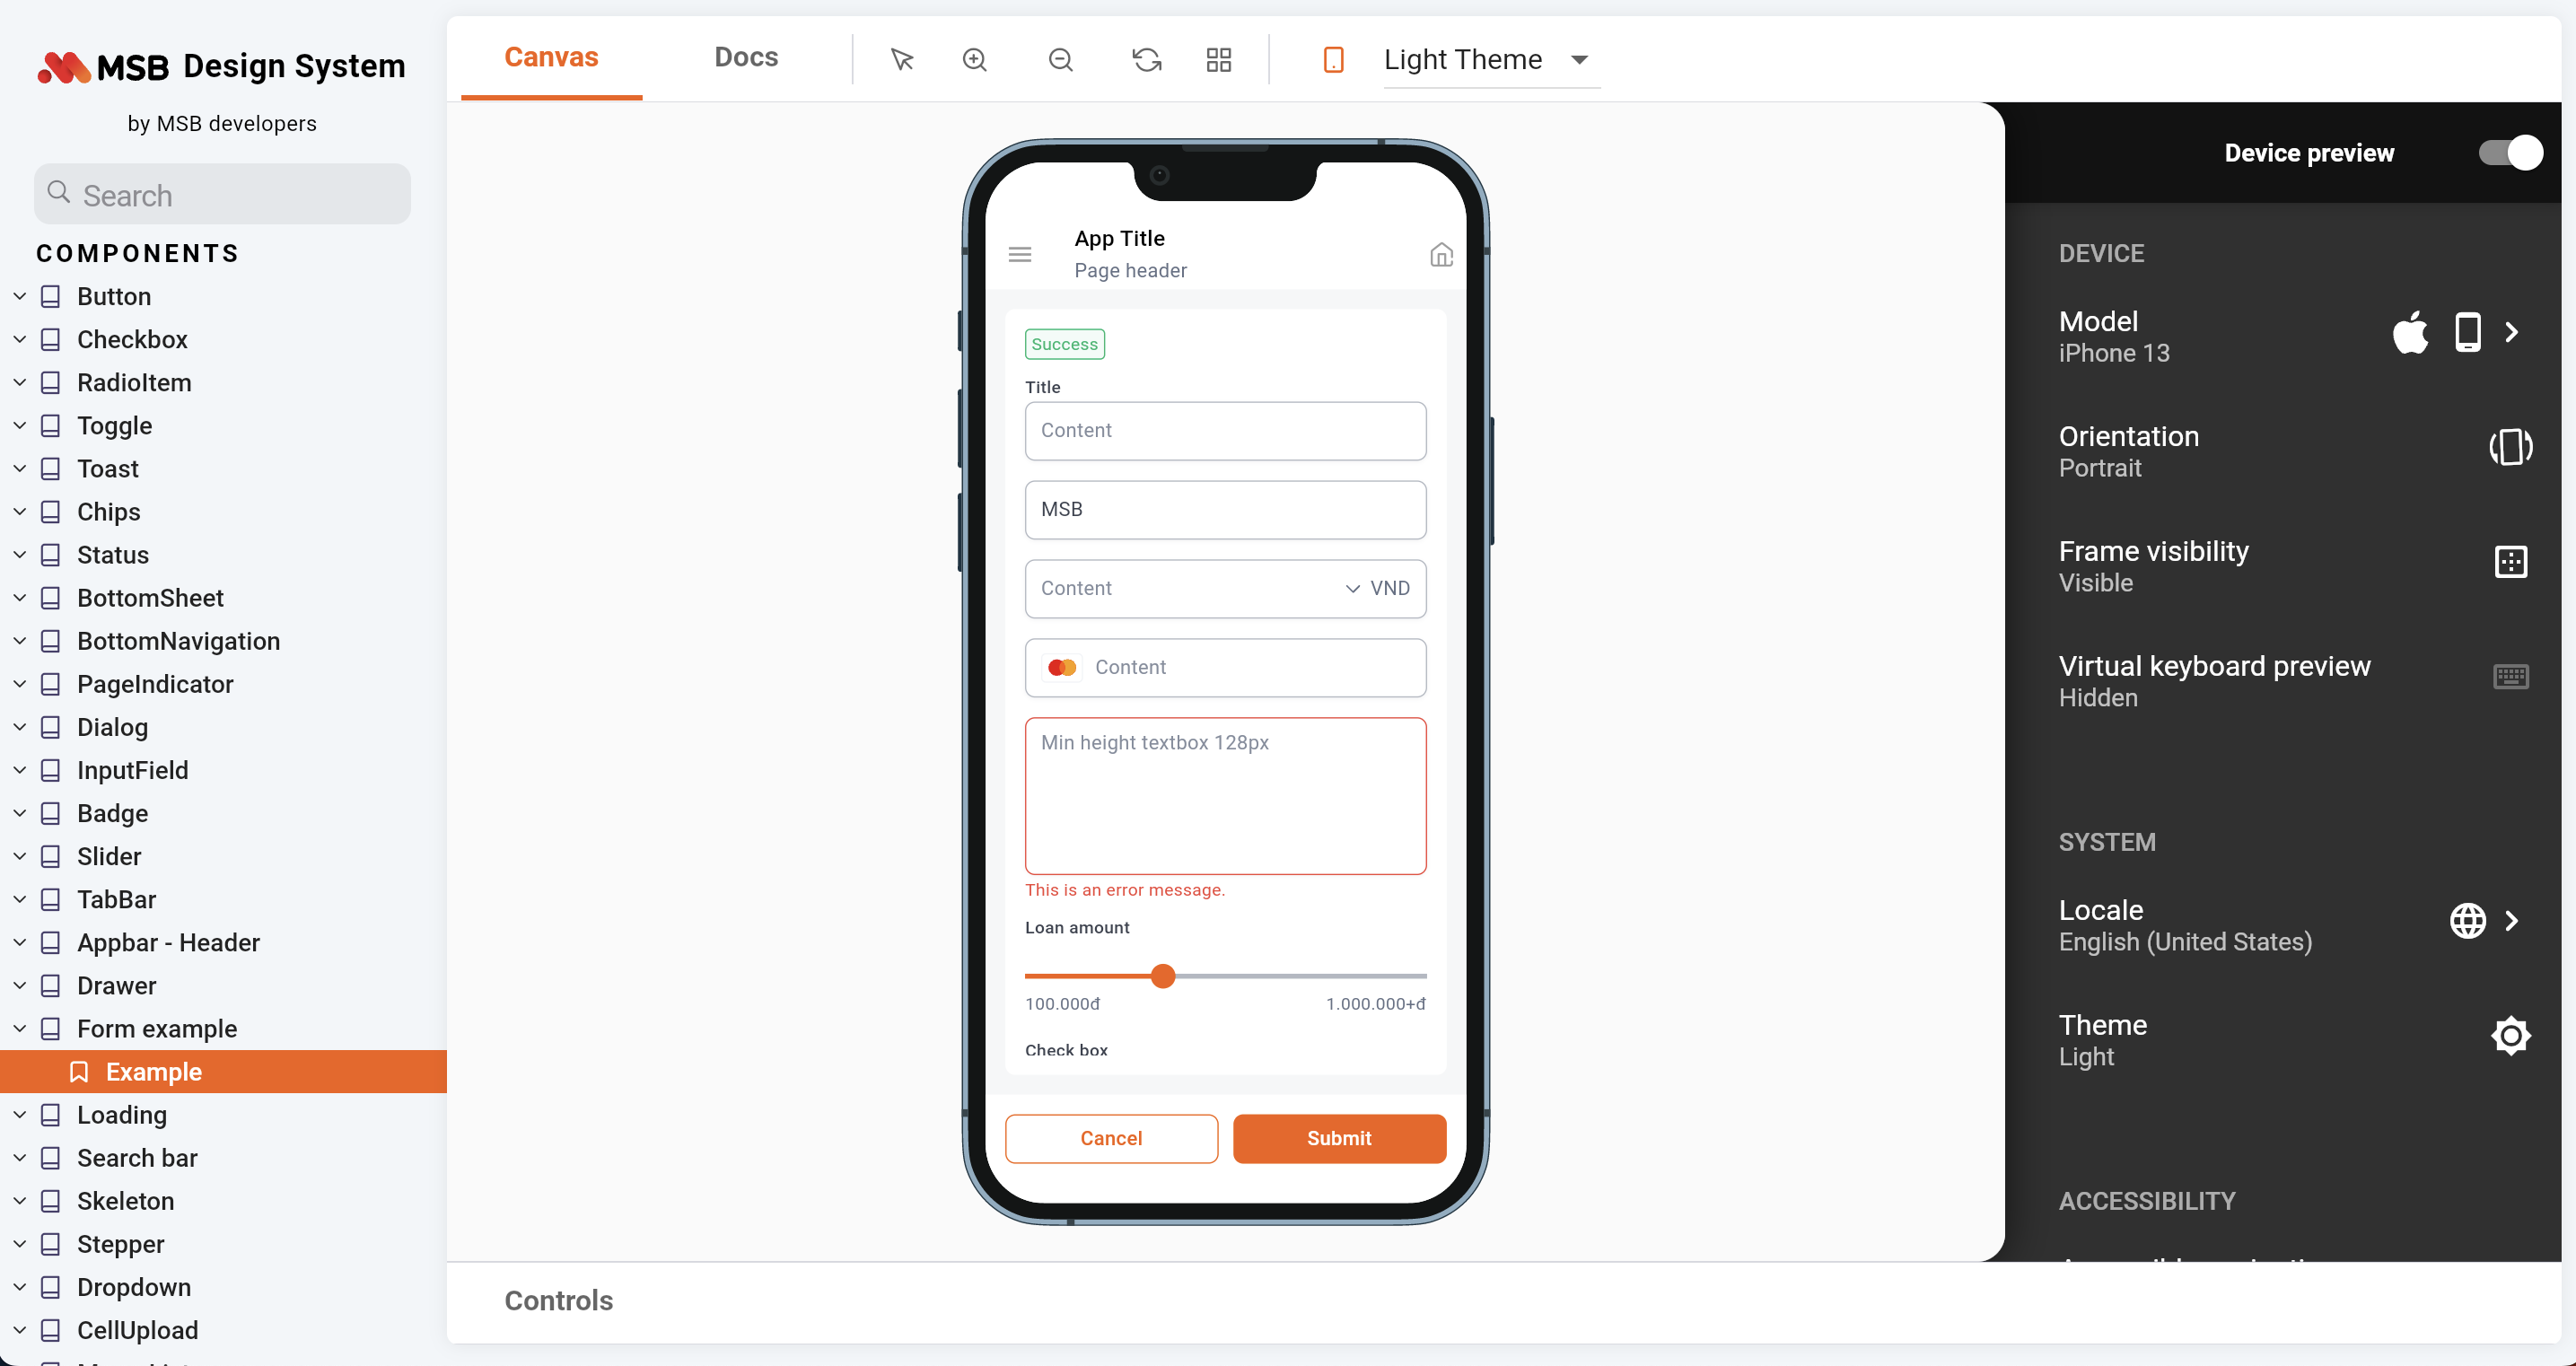 MSB Design System
by MSB developers
Search
COMPONENTS
Button
Checkbox
RadioItem
Toggle
Toast
Chips
Status
BottomSheet
BottomNavigation
PageIndicator
Dialog
InputField
Badge
Slider
TabBar
Appbar - Header
Drawer
Form example
Example
Loading
Search bar
Skeleton
Stepper
Dropdown
CellUpload
Canvas
Docs
Light Theme
App Title
Page header
Success
Title
Content
MSB
Content
VND
Content
Min height textbox 128px
This is an error message.
Loan amount
100.000đ
1.000.000+đ
Check box
Cancel
Submit
Controls
Device preview
DEVICE
Model
iPhone 13
Orientation
Portrait
Frame visibility
Visible
Virtual keyboard preview
Hidden
SYSTEM
Locale
English (United States)
Theme
Light
ACCESSIBILITY